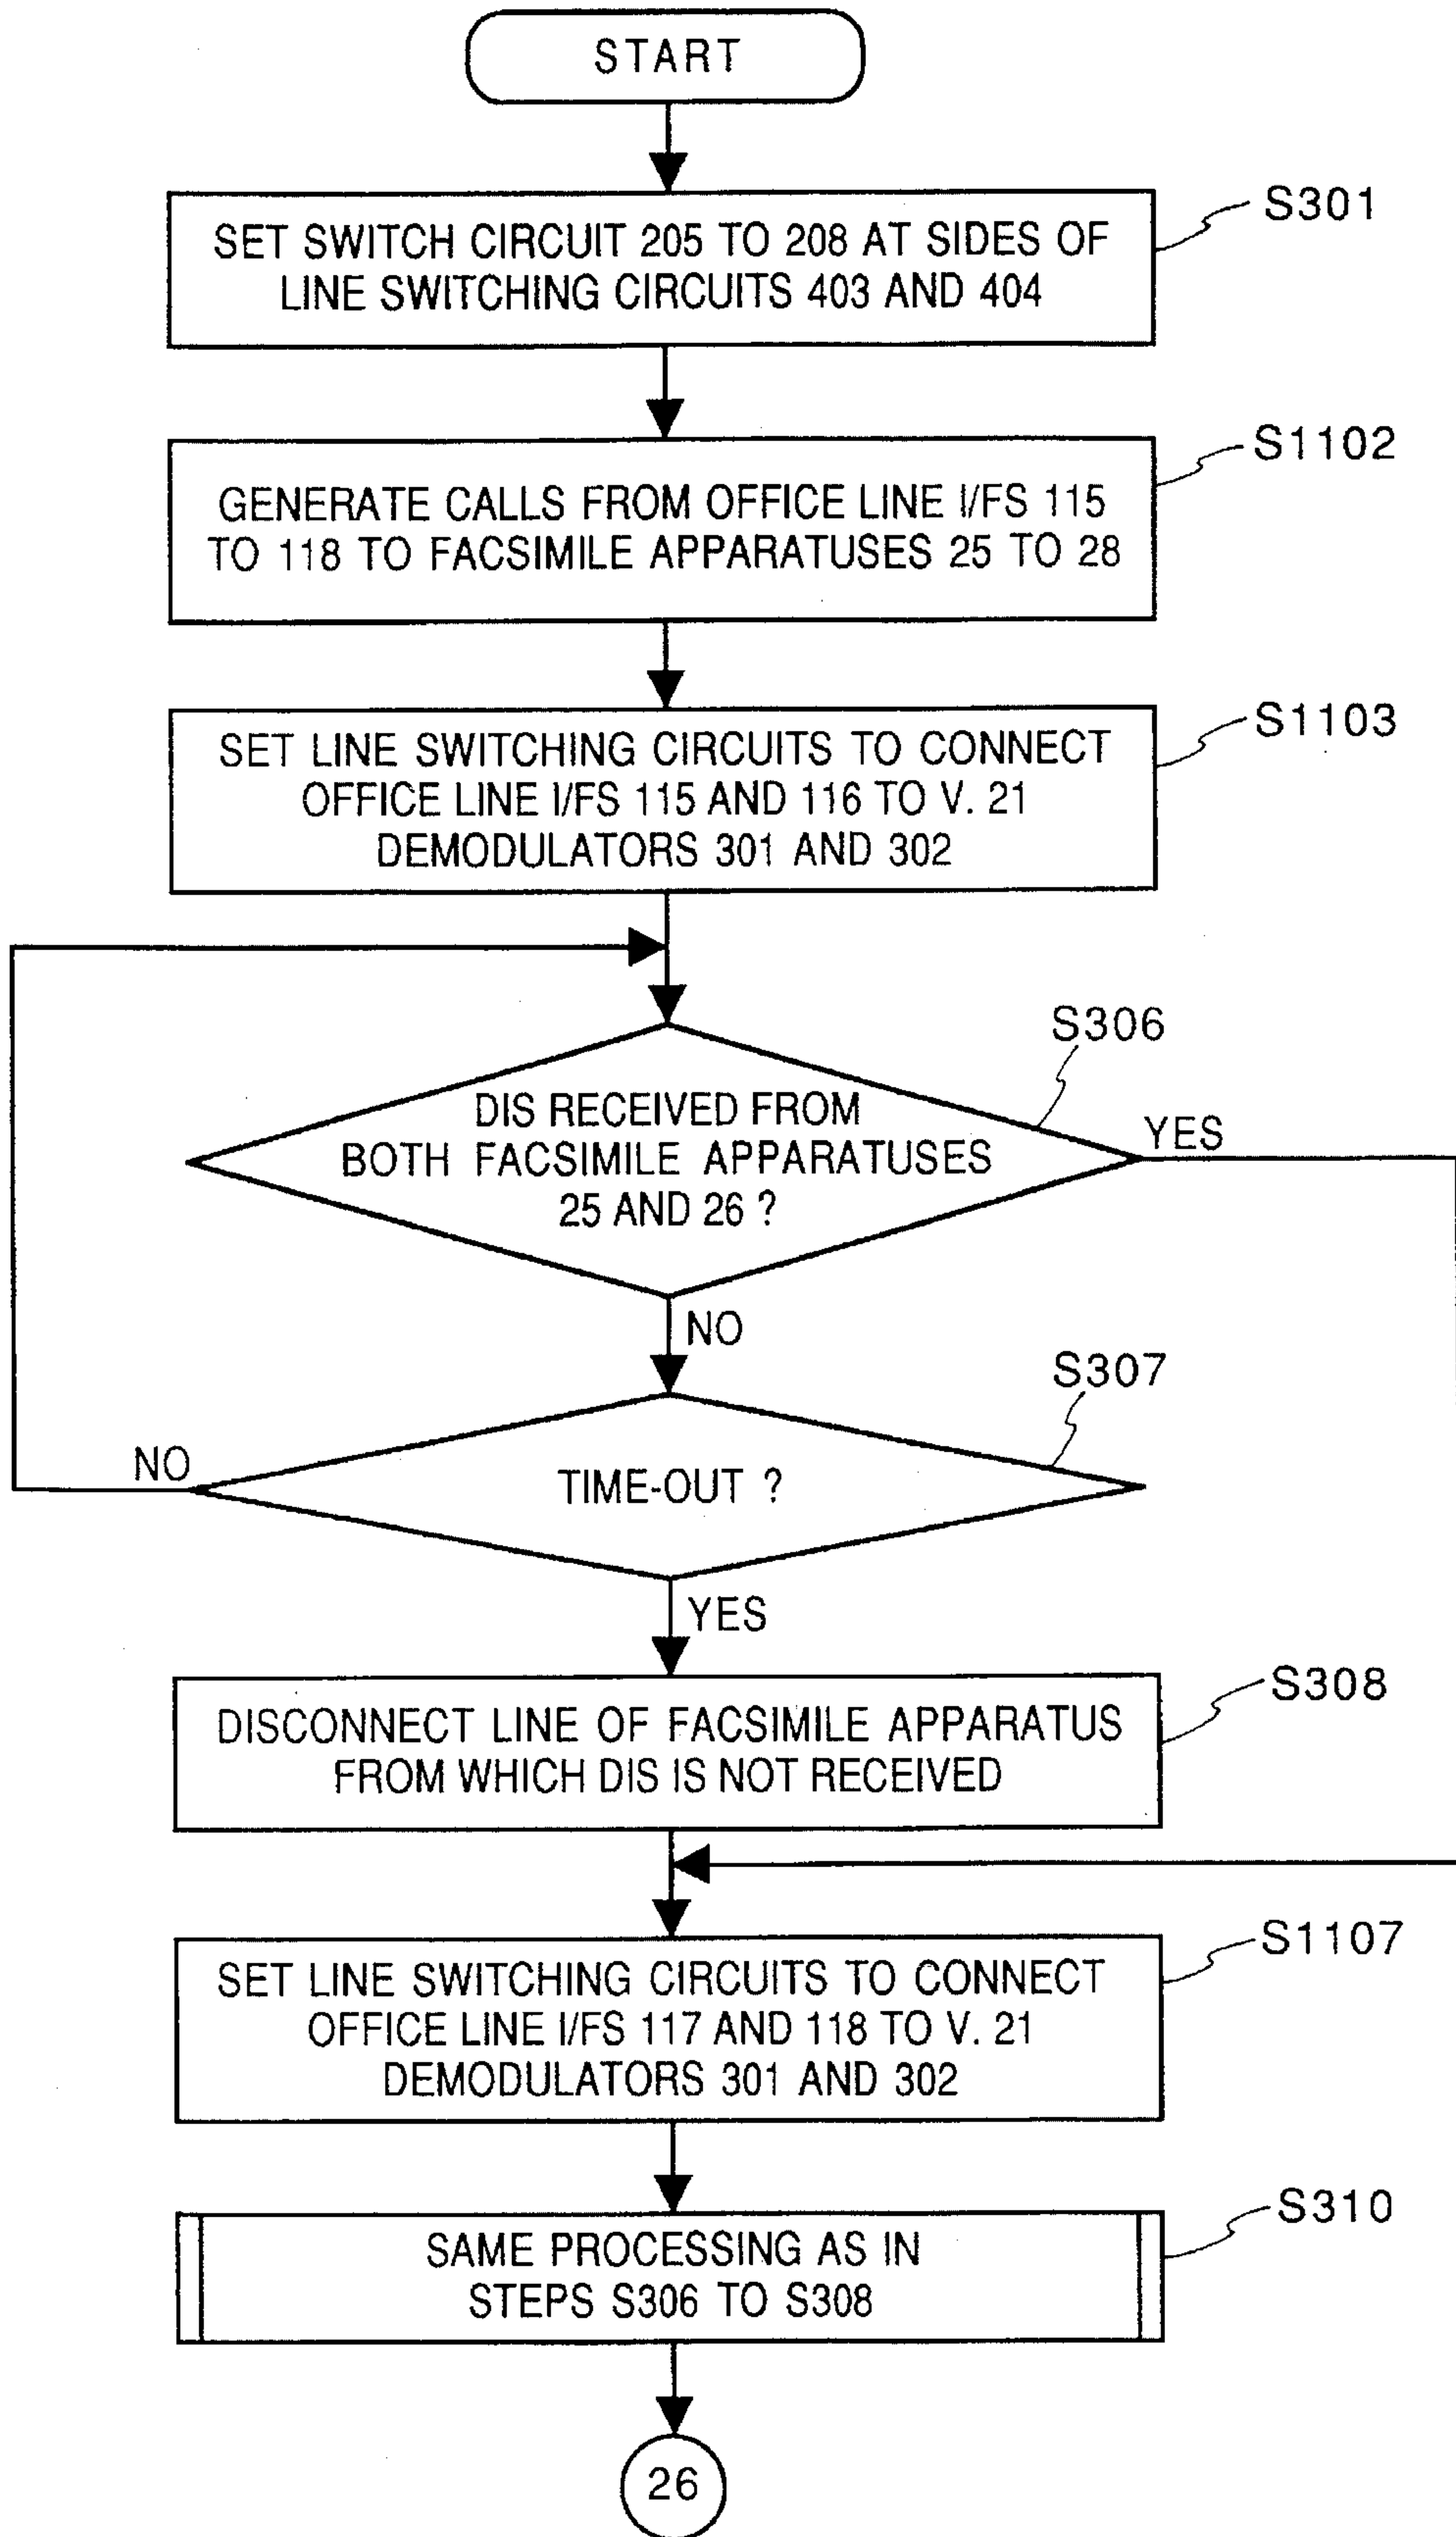 START
S301
SET SWITCH CIRCUIT 205 TO 208 AT SIDES OF
LINE SWITCHING CIRCUITS 403 AND 404
S1102
GENERATE CALLS FROM OFFICE LINE I/FS 115
TO 118 TO FACSIMILE APPARATUSES 25 TO 28
S1103
SET LINE SWITCHING CIRCUITS TO CONNECT
OFFICE LINE I/FS 115 AND 116 TO V. 21
DEMODULATORS 301 AND 302
S306
DIS RECEIVED FROM
BOTH FACSIMILE APPARATUSES
25 AND 26 ?
YES
NO
S307
TIME-OUT ?
NO
YES
S308
DISCONNECT LINE OF FACSIMILE APPARATUS
FROM WHICH DIS IS NOT RECEIVED
S1107
SET LINE SWITCHING CIRCUITS TO CONNECT
OFFICE LINE I/FS 117 AND 118 TO V. 21
DEMODULATORS 301 AND 302
S310
SAME PROCESSING AS IN
STEPS S306 TO S308
26